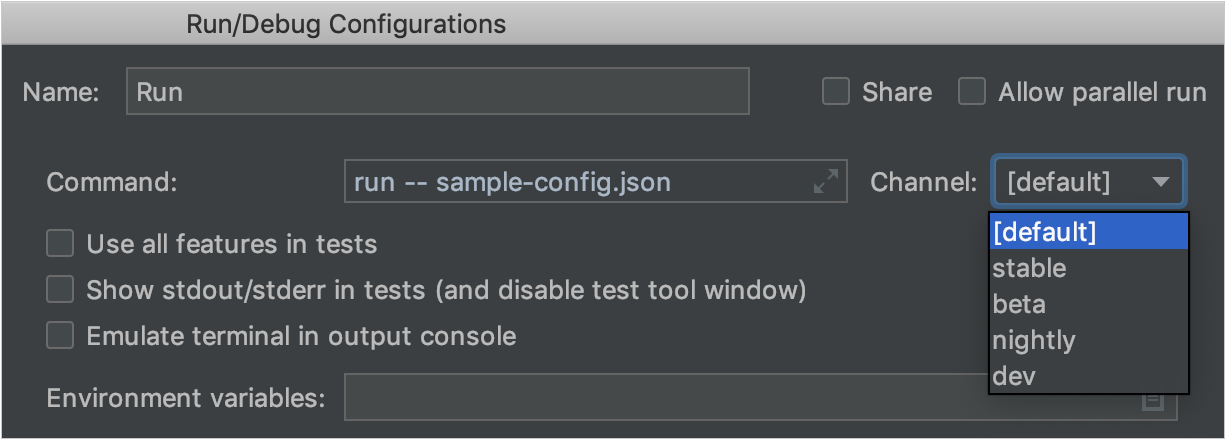 Run/Debug Configurations
Name: Run Share Allow parallel run
Command: run -- sample-config.json Channel: [default]
[default]
Use all features in tests
stable
Show stdout/stderr in tests (and disable test tool window)
beta
Emulate terminal in output console
nightly
dev
Environment variables: